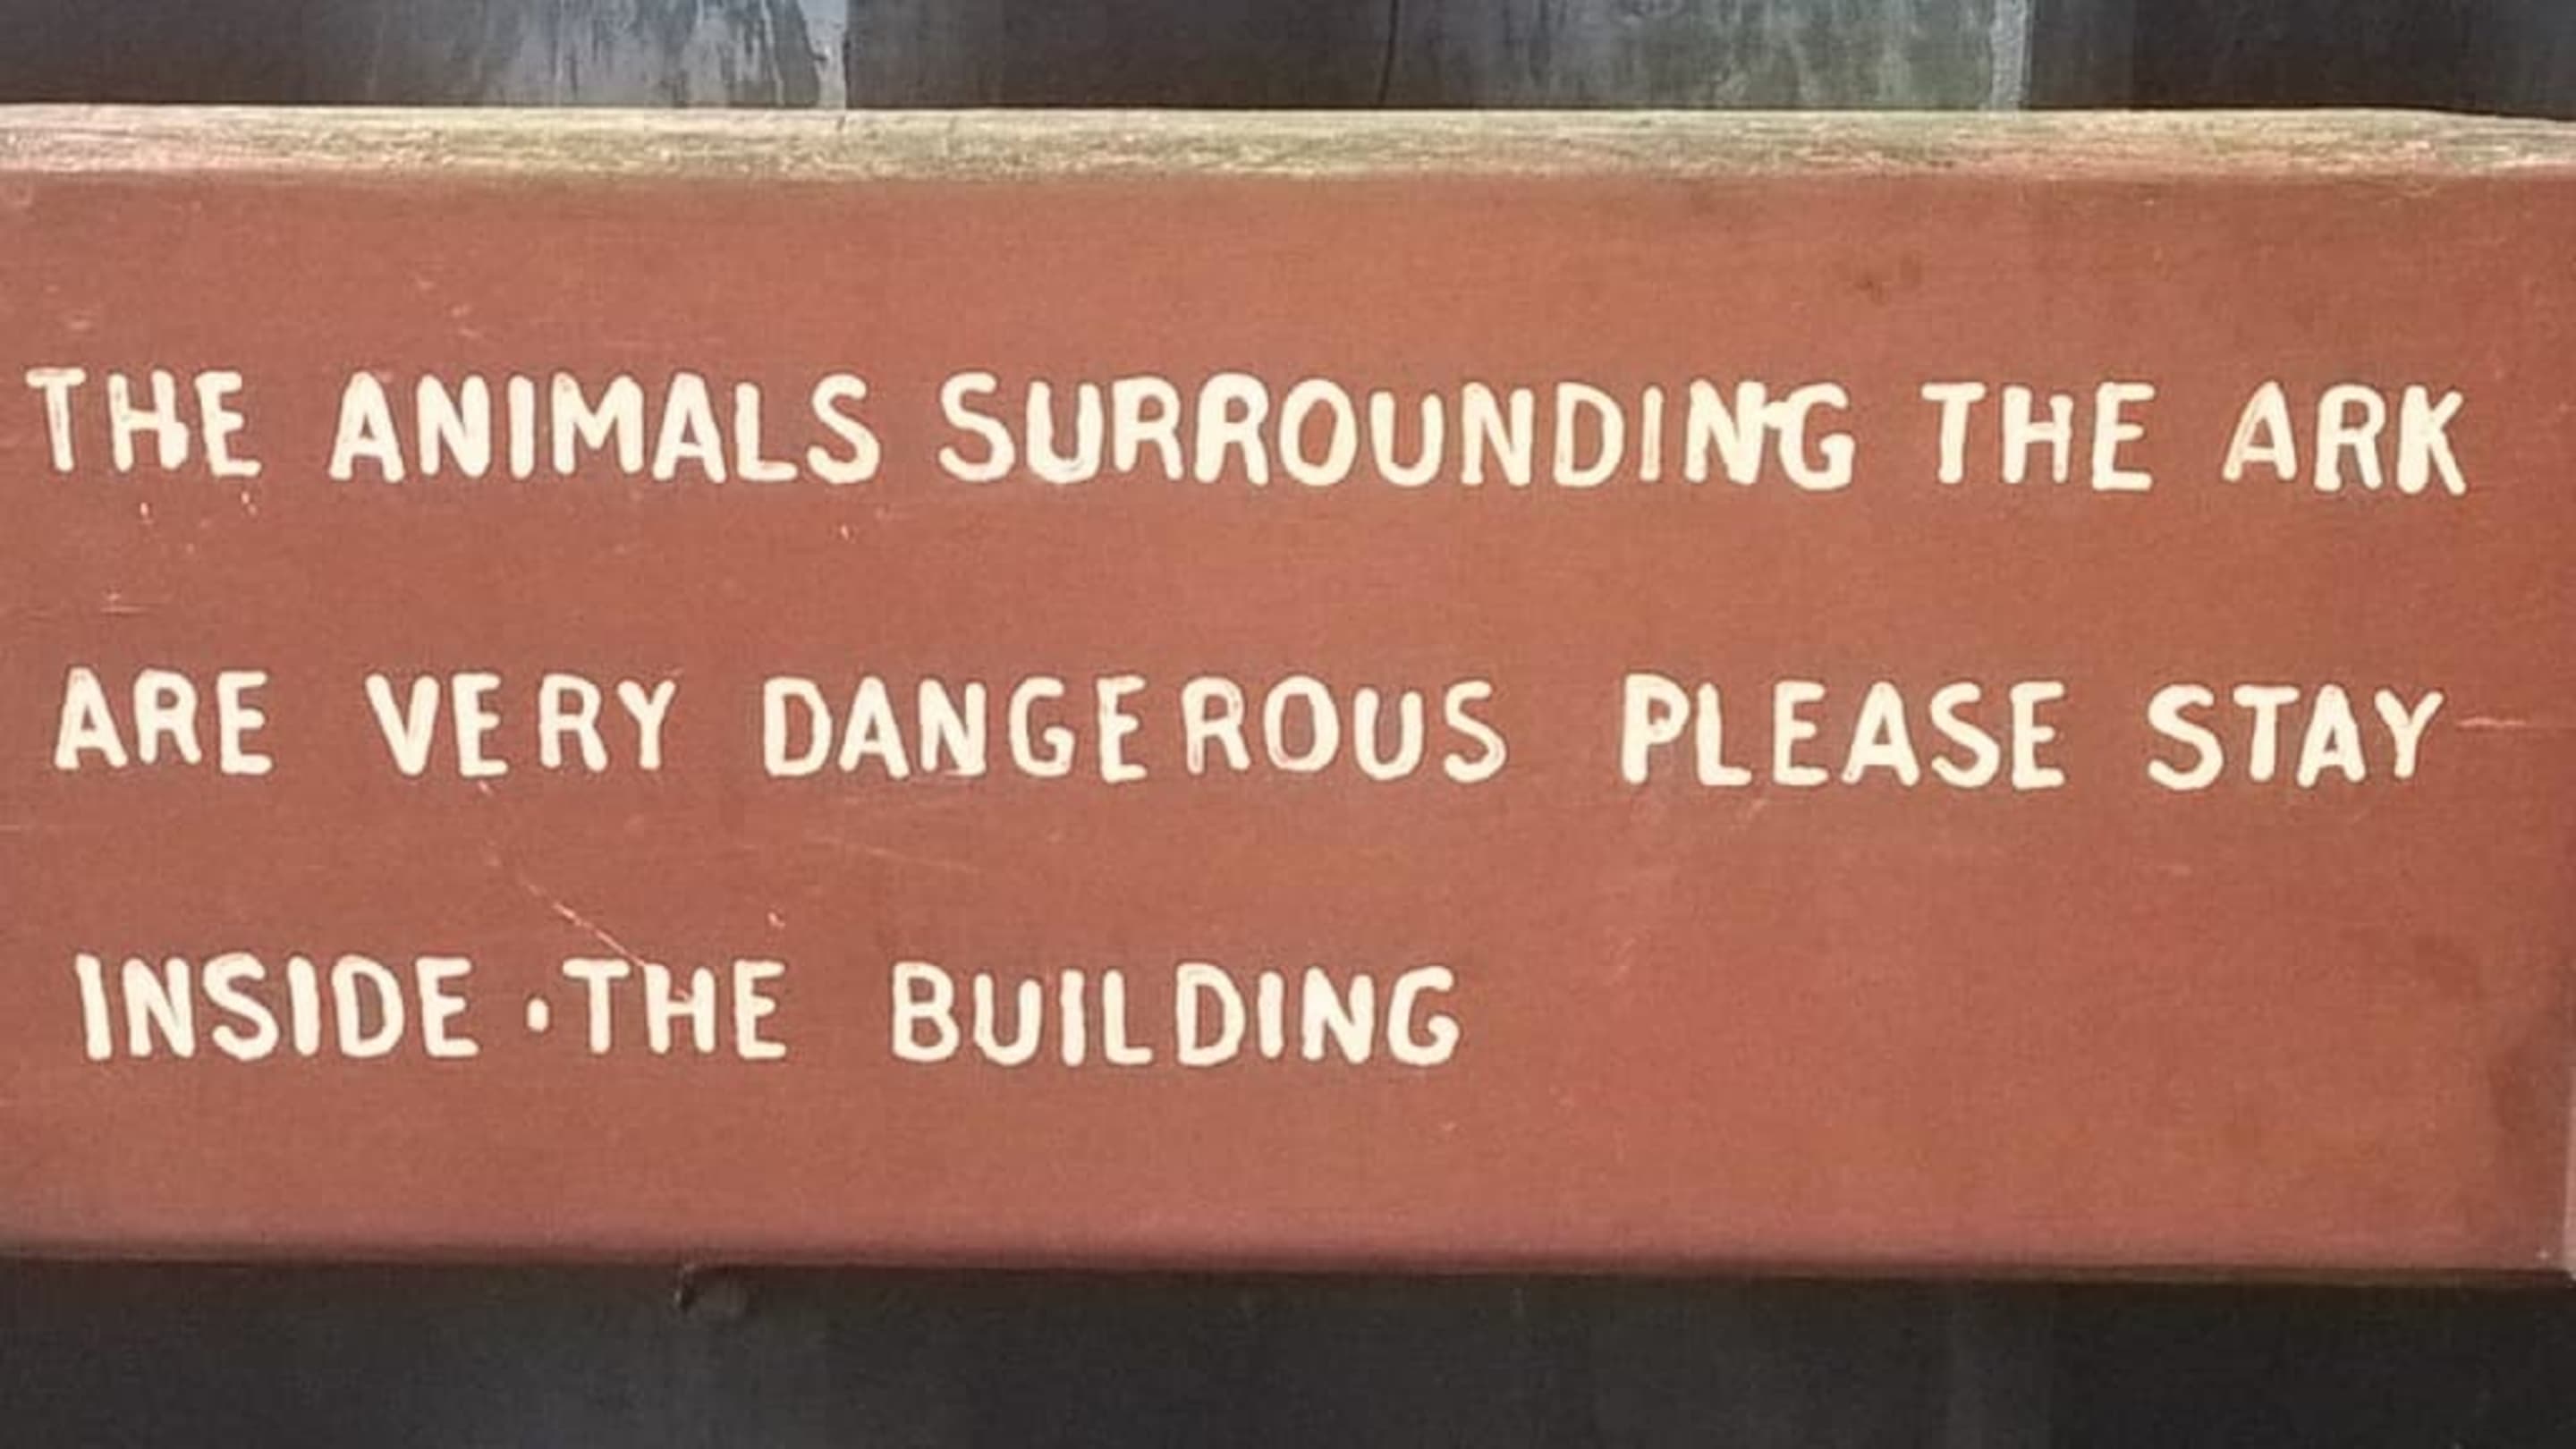 THE ANIMALS SURROUNDING THE ARK
ARE VERY DANGEROUS PLEASE STAY
INSIDE •THE BUILDING